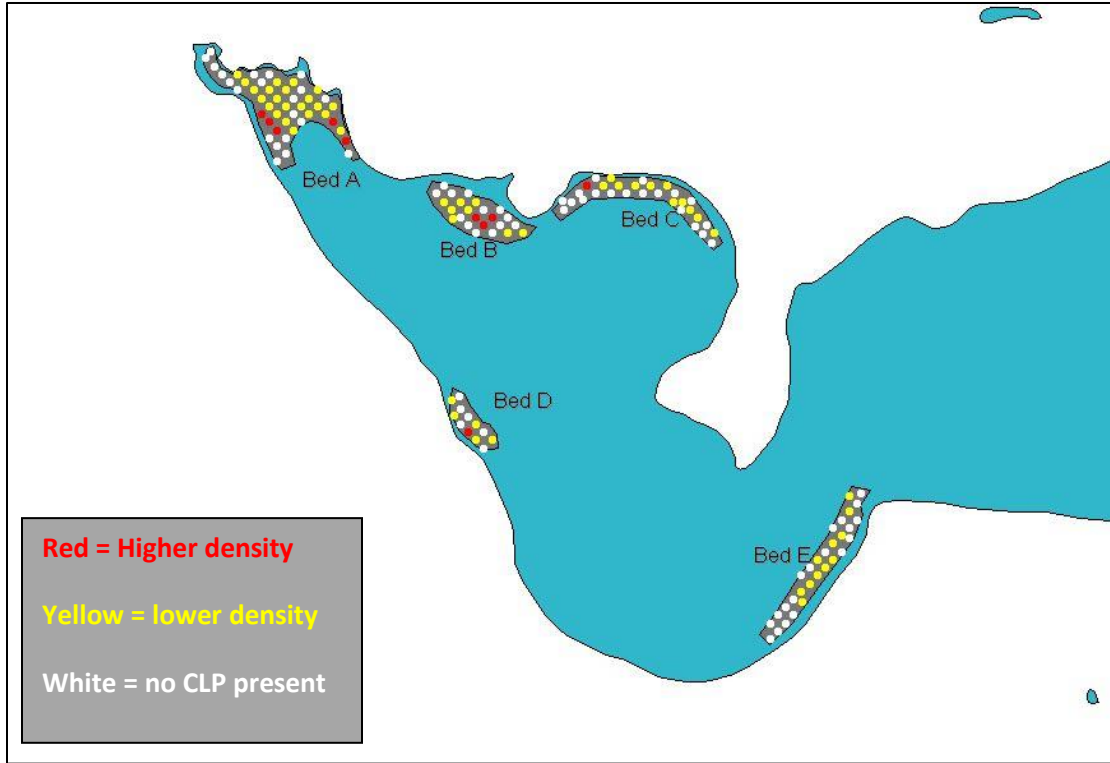 Bed A
Bed B
Bed C
Bed D
Bed E
Red = Higher density
Yellow = lower density
White = no CLP present